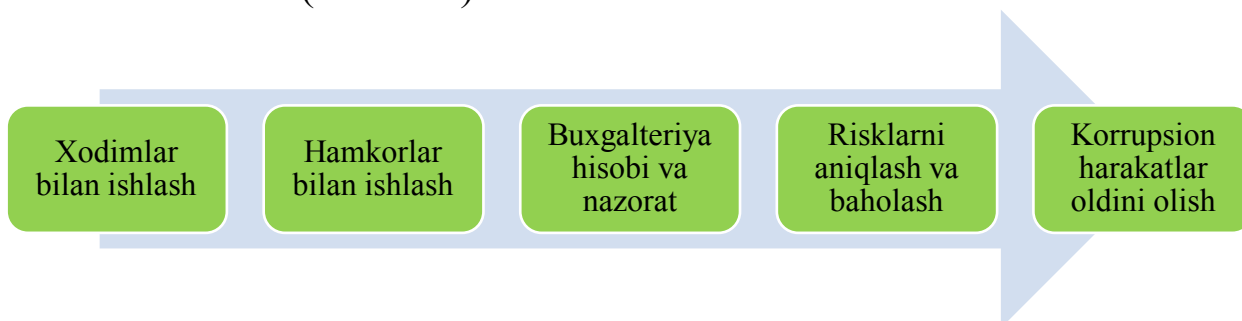 Xodimlar
bilan ishlash
Hamkorlar
bilan ishlash
Buxgalteriya
hisobi va
nazorat
Risklarni
aniqlash va
baholash
Korrupsion
harakatlar
oldini olish